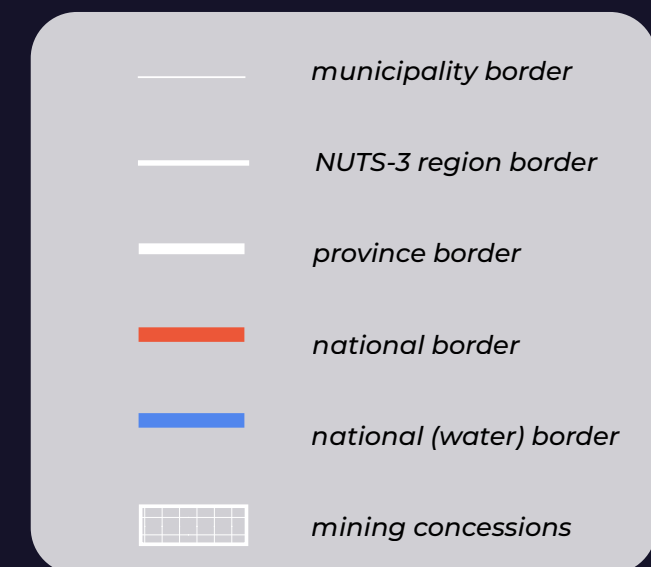 municipality border
NUTS-3 region border
province border
national border
national (water) border
mining concessions